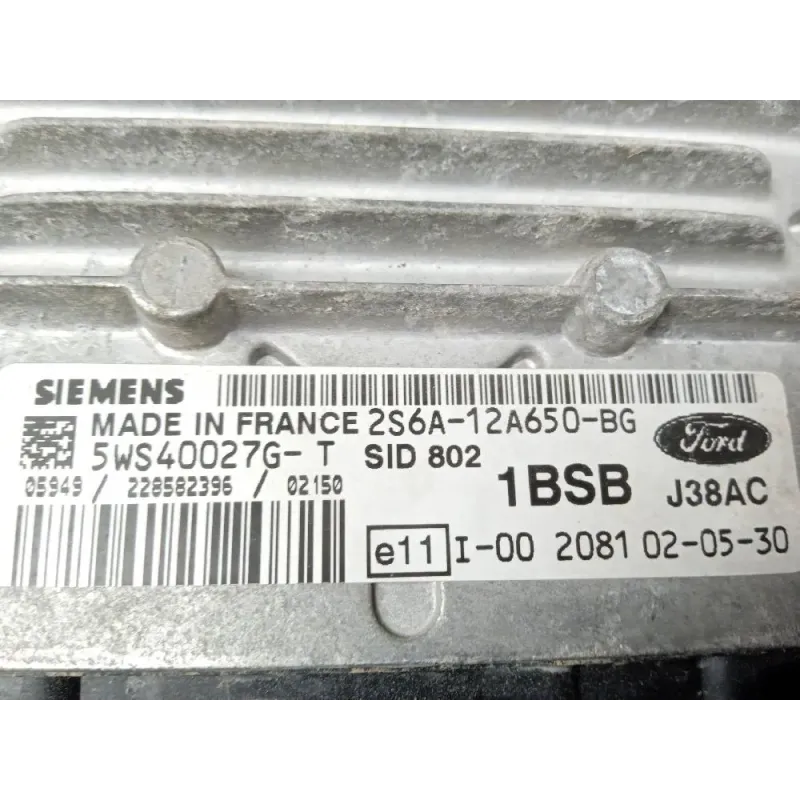 SIEMENS
MADE IN FRANCE 2S6A-12A650-BG
5WS40027G-T SID 802
Ford
05949 / 228582396 / 02150
1BSB J38AC
e11 I-00 2081 02-05-30